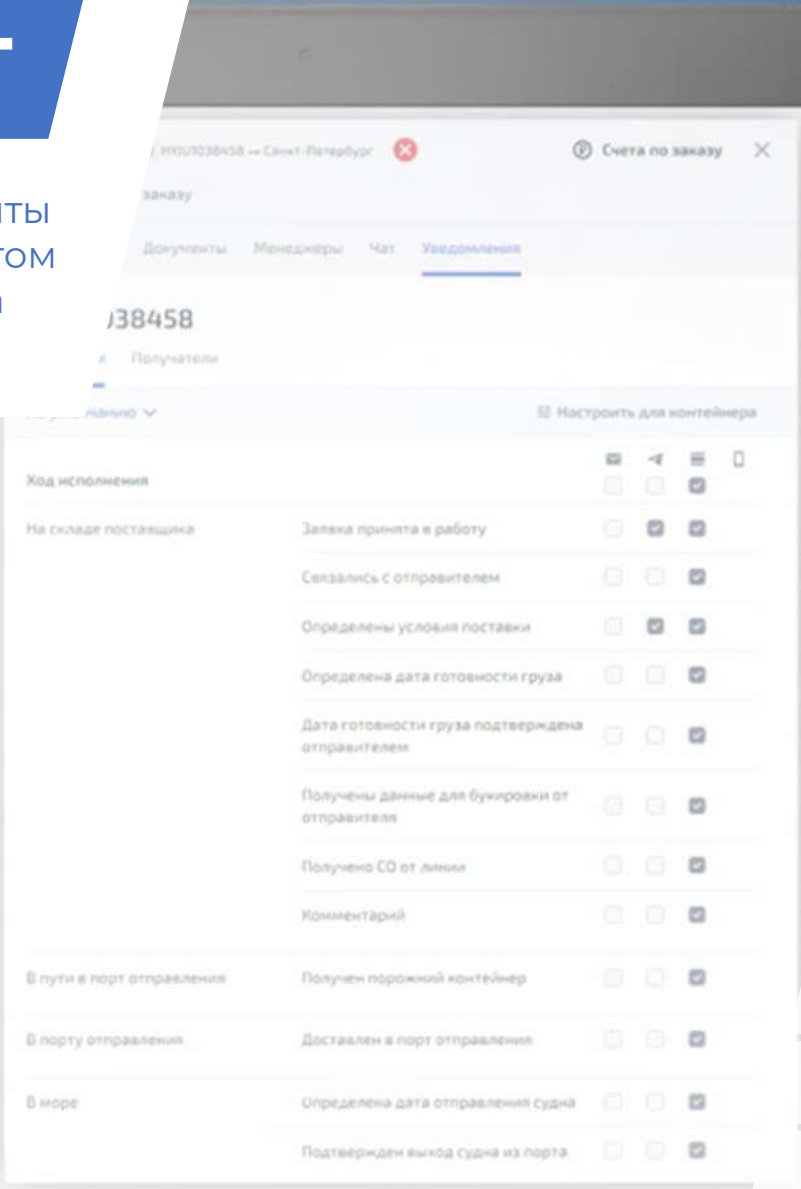 HXU1038458 — Санкт-Петербург
Счета по заказу
заказу
Документы Менеджеры Чат Уведомления
038458
Получатели
Настроить для контейнера
Ход исполнения
На складе поставщика Заявка принята в работу
Связались с отправителем
Определены условия поставки
Определена дата готовности груза
Дата готовности груза подтверждена
отправителем
Получены данные для букировки от
отправителя
Получено СО от линии
Комментарий
В пути в порт отправления Получен порожний контейнер
В порту отправления Доставлен в порт отправления
В море Определена дата отправления судна
Подтвержден выход судна из порта